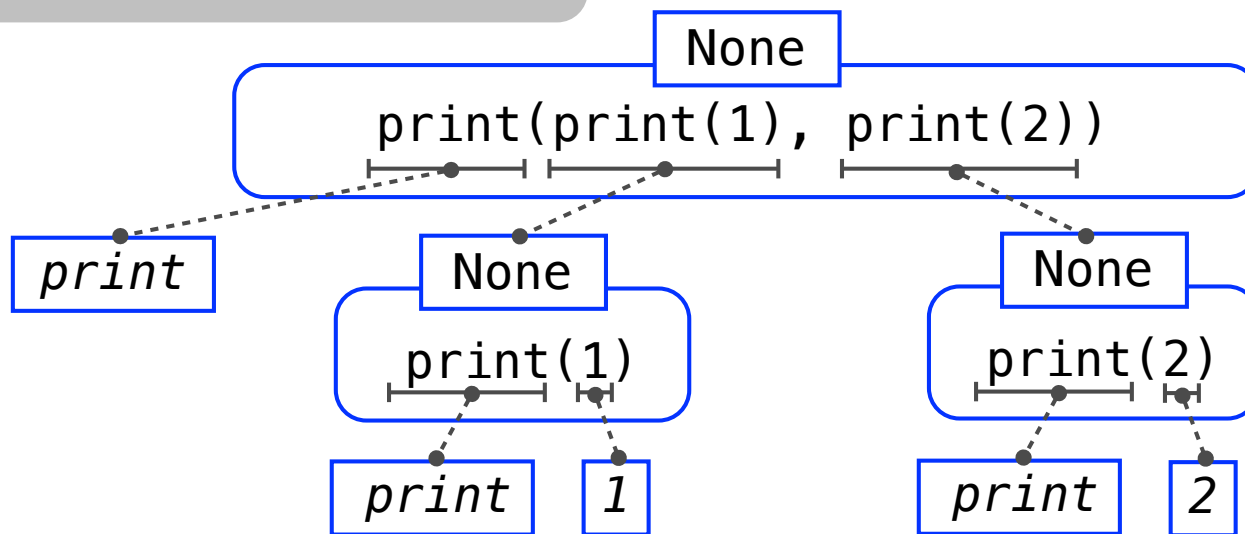 None
print(print(1), print(2))
print
None
None
print(1)
print(2)
print
1
print
2